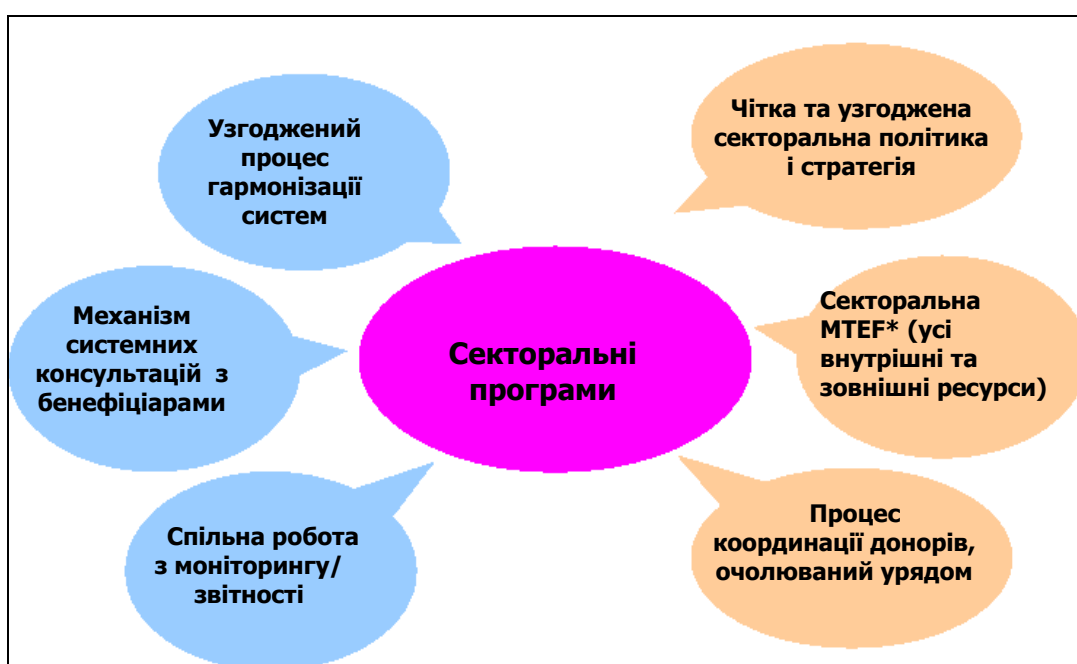 Узгоджений
процес
гармонізації
систем
Чітка та узгоджена
секторальна політика
і стратегія
Механізм
системних
консультацій з
бенефіціарами
Секторальні
програми
Секторальна
MTEF* (усі
внутрішні та
зовнішні ресурси)
Спільна робота
з моніторингу/
звітності
Процес
координації донорів,
очолюваний урядом